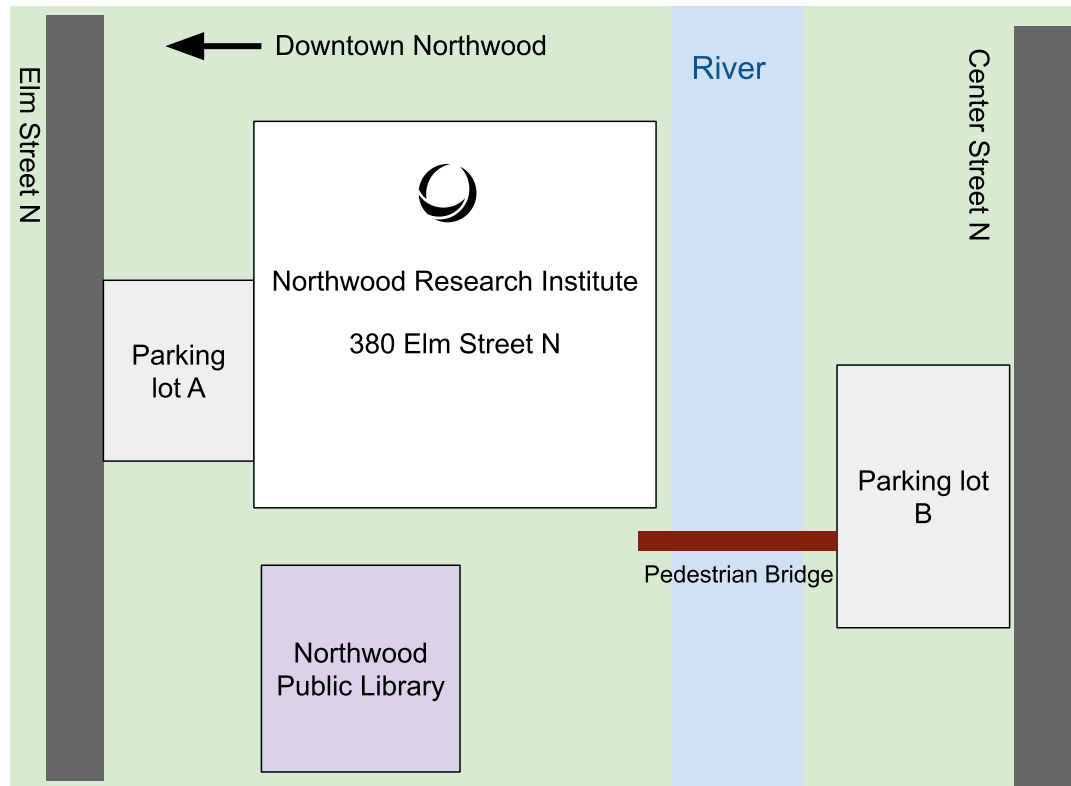 Downtown Northwood
River
Elm Street N
Center Street N
Northwood Research Institute
380 Elm Street N
Parking
lot A
Parking lot
B
Pedestrian Bridge
Northwood
Public Library